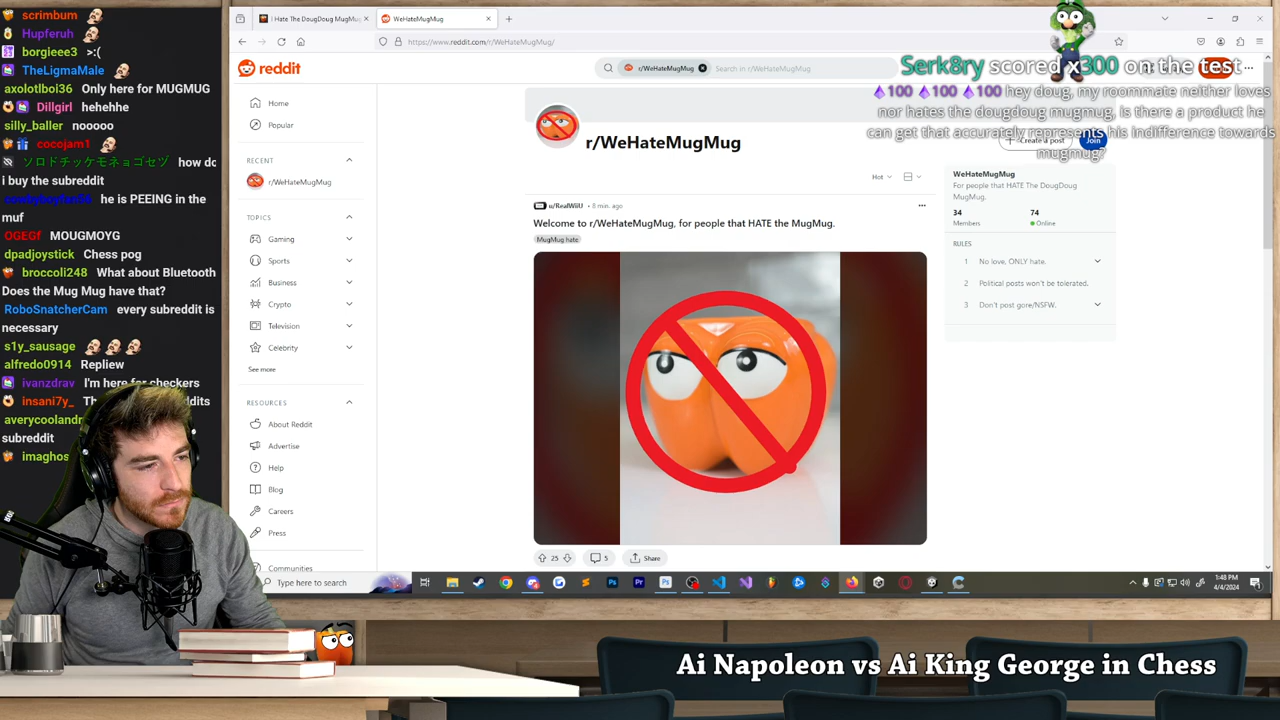 scrimbum:
Hupferuh
borgieee3 >:(
TheLigmaMale
axolotlboi36 Only here for MUGMUG
Dillgirl hehehhe
silly_baller nooooo
cocojam1
ソロドチッケモネョゴセゾ how do
i buy the subreddit
he is PEEING in the
muf
OGEGf MOUGMOYG
dpadjoystick Chess pog
broccoli248 What about Bluetooth
Does the Mug Mug have that?
RoboSnatcherCam every subreddit is
necessary
s1y_sausage
alfredo0914 Repliew
ivanzdrav I'm here for checkers
insani7_
averycoolandr
subreddit
imaghos
I Hate The DougDoug MugMug
WeHateMugMug
https://www.reddit.com/r/WeHateMugMug/
reddit
r/WeHateMugMug
Search in r/WeHateMugMug
Serk8ry scored x300 on the test
100 100 100 hey doug, my roommate neither loves
nor hates the dougdoug mugmug, is there a product he
can get that accurately represents his indifference towards
mugmug?
Home
Popular
RECENT
r/WeHateMugMug
TOPICS
Gaming
Sports
Business
Crypto
Television
Celebrity
See more
RESOURCES
About Reddit
Advertise
Help
Blog
Careers
Press
Communities
r/WeHateMugMug
Create a post
Join
Hot
u/RealWiiU • 8 min. ago
Welcome to r/WeHateMugMug, for people that HATE the MugMug.
MugMug hate
25
5
Share
WeHateMugMug
For people that HATE The DougDoug
MugMug.
34
74
Members
Online
RULES
1 No love, ONLY hate.
2 Political posts won't be tolerated.
3 Don't post gore/NSFW.
Type here to search
1:48 PM
4/4/2024
Ai Napoleon vs Ai King George in Chess